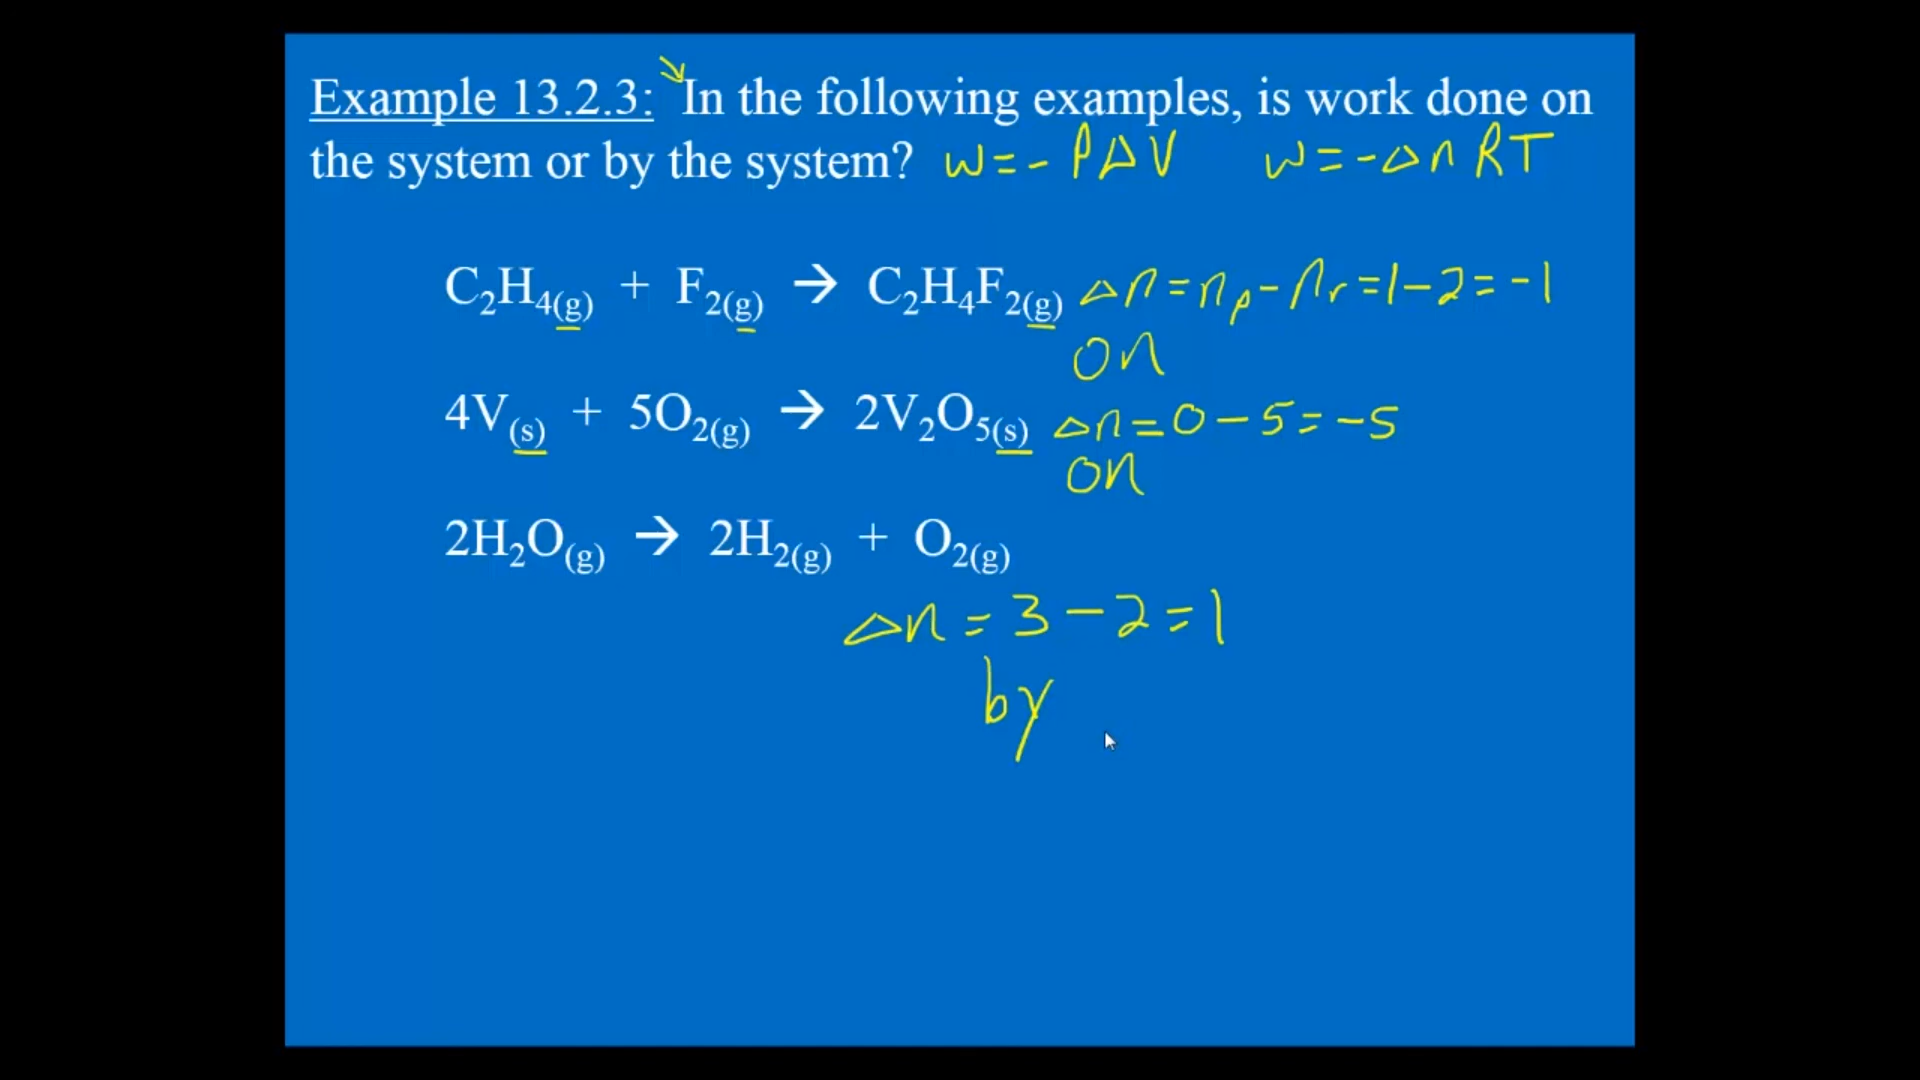 Example 13.2.3: In the following examples, is work done on
the system or by the system? w=-PΔV w=-ΔnRT
C₂H₄(g) + F₂(g) → C₂H₄F₂(g) Δn=nₚ-nᵣ=1-2=-1
on
4V(s) + 5O₂(g) → 2V₂O₅(s) Δn=0-5=-5
on
2H₂O(g) → 2H₂(g) + O₂(g)
Δn=3-2=1
by